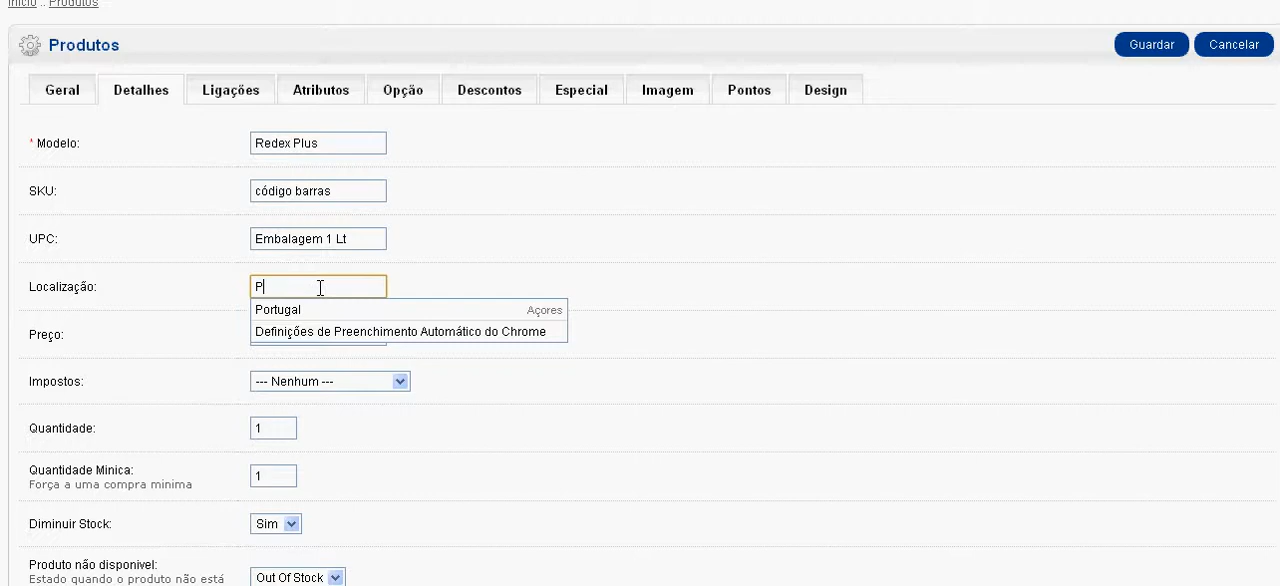 Início :: Produtos
Produtos
Guardar
Cancelar
Geral
Detalhes
Ligações
Atributos
Opção
Descontos
Especial
Imagem
Pontos
Design
* Modelo:
Redex Plus
SKU:
código barras
UPC:
Embalagem 1 Lt
Localização:
P
Portugal
Açores
Definições de Preenchimento Automático do Chrome
Preço:
Impostos:
--- Nenhum ---
Quantidade:
1
Quantidade Minica:
Força a uma compra minima
1
Diminuir Stock:
Sim
Produto não disponivel:
Estado quando o produto não está
Out Of Stock